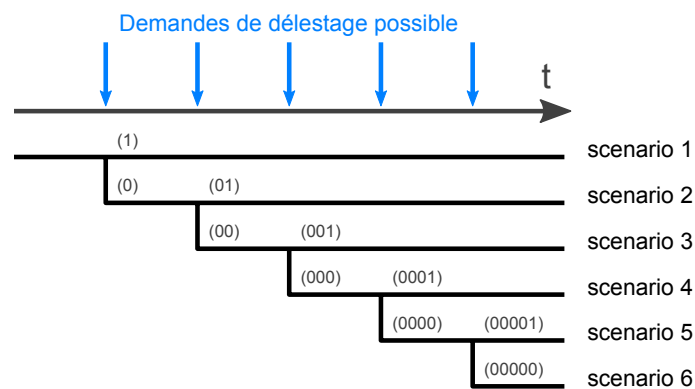 Demandes de délestage possible
t
(1)
scenario 1
(0) (01)
scenario 2
(00) (001)
scenario 3
(000) (0001)
scenario 4
(0000) (00001)
scenario 5
(00000)
scenario 6